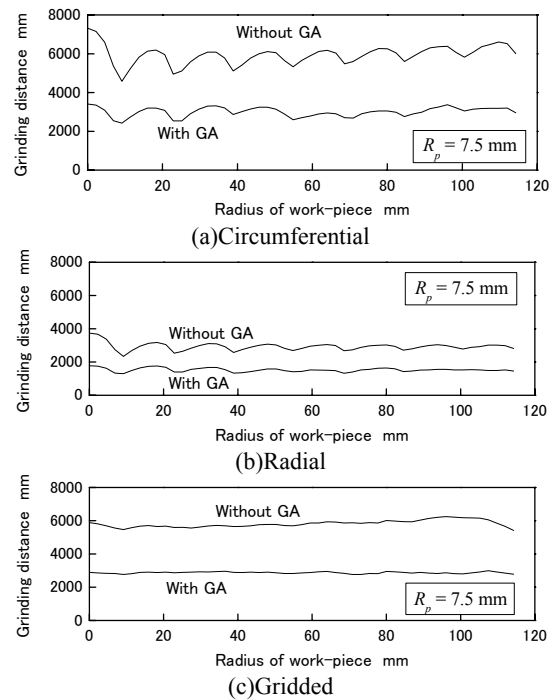 8000
6000
4000
2000
0
Grinding distance mm
Without GA
With GA
R_p = 7.5 mm
0 20 40 60 80 100 120
Radius of work-piece mm
(a)Circumferential
8000
6000
4000
2000
0
Grinding distance mm
R_p = 7.5 mm
Without GA
With GA
0 20 40 60 80 100 120
Radius of work-piece mm
(b)Radial
8000
6000
4000
2000
0
Grinding distance mm
Without GA
With GA
R_p = 7.5 mm
0 20 40 60 80 100 120
Radius of work-piece mm
(c)Gridded